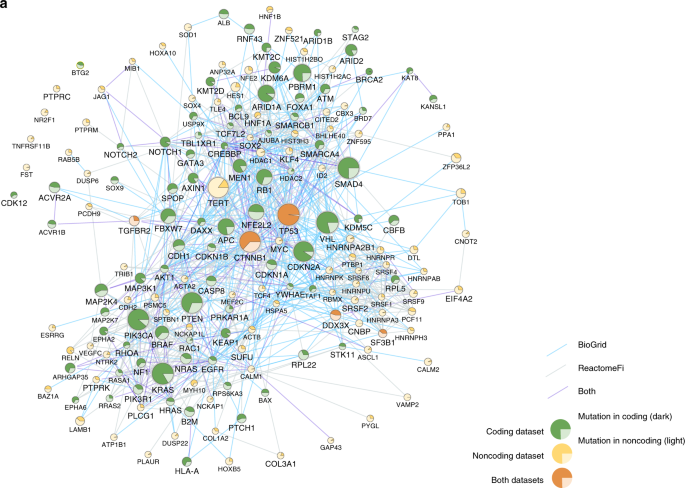 a
HNF1B
ALB
SOD1
RNF43
ZNF521
ARID1B
STAG2
HOXA10
KMT2C
HIST1H2BO
ARID2
BTG2
MIB1
ANP32A
NFE2
KDM6A
PBRM1
HIST1H2AC
BRCA2
KAT8
PTPRC
JAG1
KMT2D
HES1
ATM
SOX4
TLE4
ARID1A
FOXA1
CBX3
KANSL1
NR2F1
PTPRM
USP9X
BCL9
HNF1A
SMARCB1
CITED2
BRD7
PPA1
TCF7L2
AJUBA
BHLHE40
TNFRSF11B
NOTCH1
TBL1XR1
SOX2
HIST3H3
ZNF595
RAB5B
NOTCH2
CREBBP
HDAC1
KLF4
SMARCA4
ZFP36L2
FST
GATA3
MEN1
DUSP6
SOX9
AXIN1
RB1
HDAC2
ID2
SMAD4
CDK12
ACVR2A
SPOP
TERT
TOB1
PCDH9
FBXW7
DAXX
NFE2L2
TP53
VHL
KDM5C
CBFB
ACVR1B
TGFBR2
APC
CNOT2
CDH1
CDKN1B
CTNNB1
MYC
CDKN2A
HNRNPA2B1
HNRNPR
DTL
TRIB1
PTBP1
AKT1
CDKN1A
HNRNPK
SRSF6
SRSF4
HNRNPAB
MAP3K1
ACTA2
CASP8
YWHAE
TAF1
HNRNPU
RPL5
EIF4A2
MAP2K4
CDH2
PSMC5
MEF2C
TCF4
RBMX
SRSF1
SRSF9
MAP2K7
SPTBN1
PTEN
PRKAR1A
HSPA5
SRSF2
HNRNPA3
PCF11
ESRRG
EPHA2
PIK3CA
NCKAP1L
DDX3X
CNBP
HNRNPH3
RELN
VEGFC
BRAF
KEAP1
ACTB
SF3B1
RHOA
RAC1
SUFU
STK11
ASCL1
NTRK2
NRAS
EGFR
RPL22
CALM2
ARHGAP35
RASA1
NF1
CALM1
BAZ1A
PTPRK
KRAS
MYH10
RPS6KA3
BAX
VAMP2
EPHA6
RRAS2
PIK3R1
HRAS
NCKAP1
PTCH1
LAMB1
PLCG1
B2M
PYGL
ATP1B1
DUSP22
COL1A2
GAP43
PLAUR
HLA-A
HOXB5
COL3A1
BioGrid
ReactomeFi
Both
Coding dataset
Mutation in coding (dark)
Mutation in noncoding (light)
Noncoding dataset
Both datasets